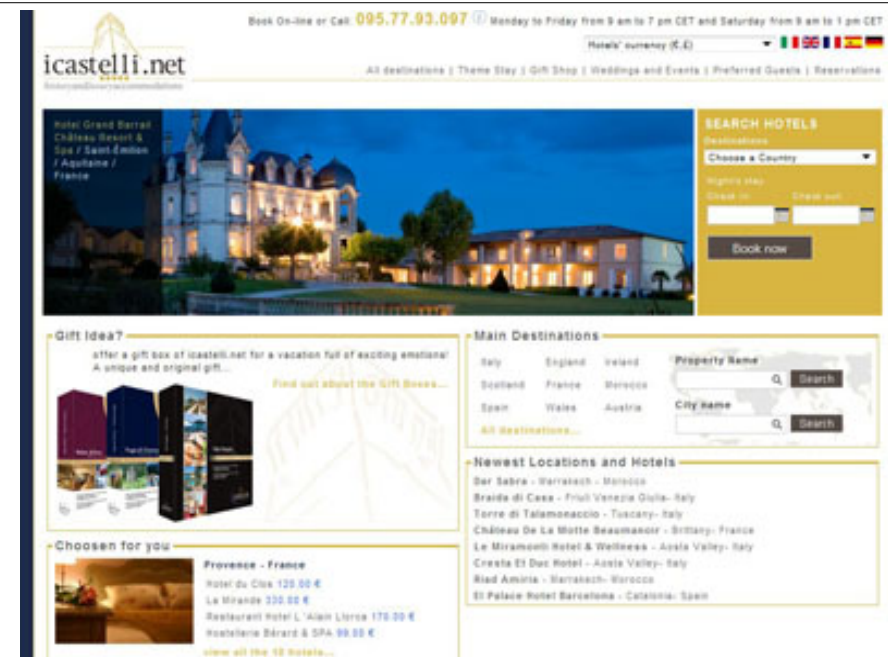 Book On-line or Call: 095.77.93.097 Monday to Friday from 9 am to 7 pm CET and Saturday from 9 am to 1 pm CET
Hotels' currency (€,£)
icastelli.net
All destinations | Theme Stay | Gift Shop | Weddings and Events | Preferred Guests | Reservations
Hotel Grand Barrail
Château Resort &
Spa / Saint-Émilion
/ Aquitaine /
France
SEARCH HOTELS
Destinations
Choose a Country
Night's stay
Check in
Check out
Book now
Gift Idea?
offer a gift box of icastelli.net for a vacation full of exciting emotions!
A unique and original gift...
Find out about the Gift Boxes...
Main Destinations
Italy England Ireland
Scotland France Morocco
Spain Wales Austria
All destinations...
Property Name
Search
City name
Search
Newest Locations and Hotels
Dar Sabra - Marrakech - Morocco
Braida di Casa - Friuli Venezia Giulia- Italy
Torre di Talamonaccio - Tuscany- Italy
Château De La Motte Beaumanoir - Brittany- France
Le Miramonti Hotel & Wellness - Aosta Valley- Italy
Cresta Et Duc Hotel - Aosta Valley- Italy
Riad Amiria - Marrakech- Morocco
El Palace Hotel Barcelona - Catalonia- Spain
Choosen for you
Provence - France
Hotel du Clos 120.00 €
La Mirande 330.00 €
Restaurant Hotel L 'Alain Llorca 170.00 €
Hostellerie Bérard & SPA 99.00 €
view all the 10 hotels...